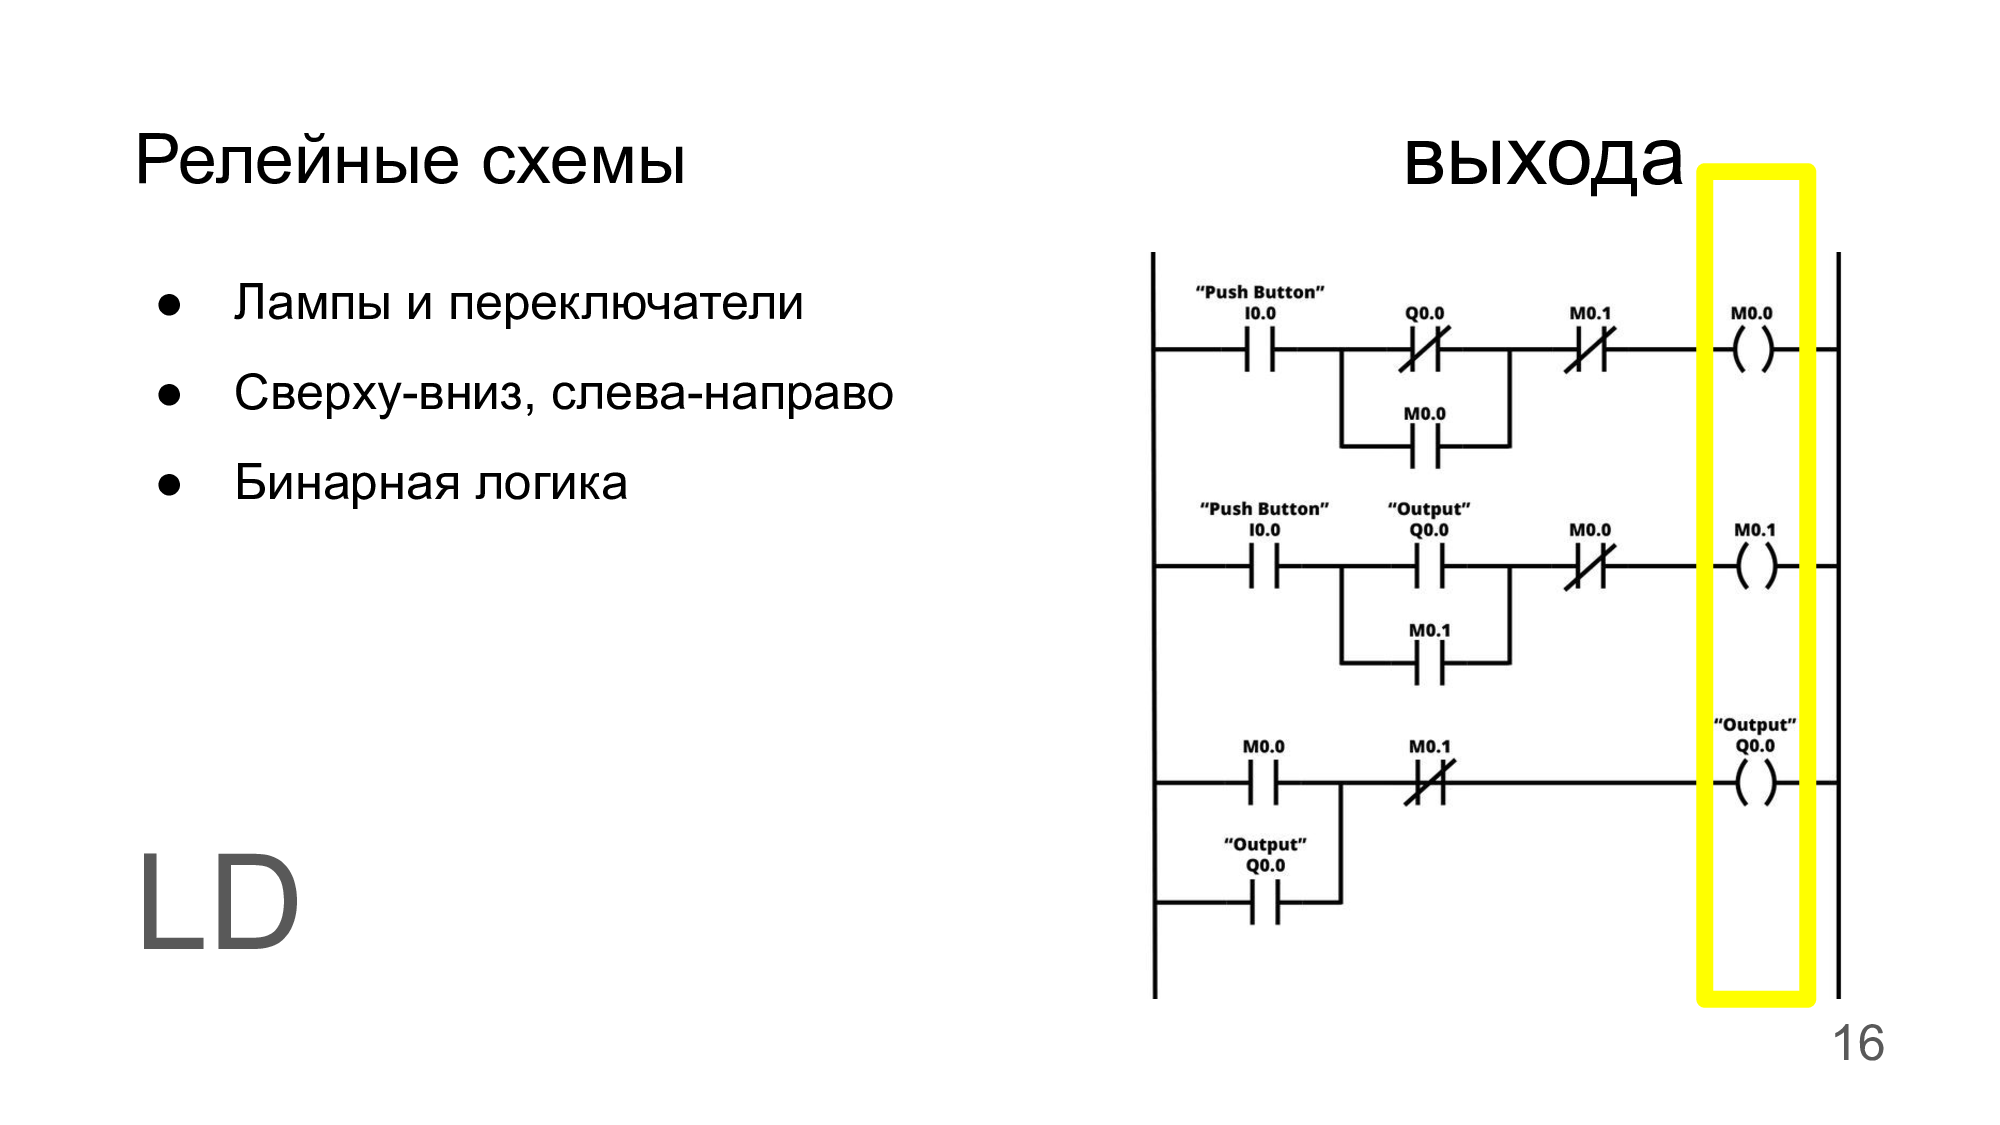 Релейные схемы
выхода
● Лампы и переключатели
● Сверху-вниз, слева-направо
● Бинарная логика
“Push Button”
I0.0
Q0.0
M0.1
M0.0
M0.0
“Push Button”
I0.0
“Output”
Q0.0
M0.0
M0.1
M0.1
M0.0
M0.1
“Output”
Q0.0
“Output”
Q0.0
LD
16